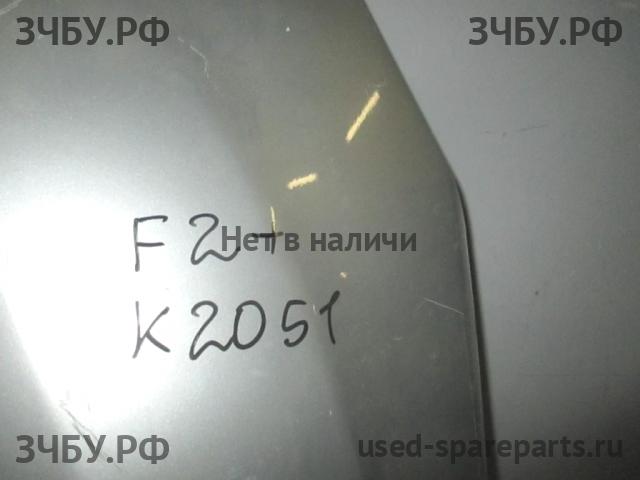 ЗЧБУ.РФ ЗЧБУ.РФ
F2+
Нет в наличи
K2051
ЗЧБУ.РФ used-spareparts.ru